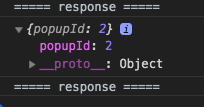 ===== response =====
▼{popupId: 2} i
popupId: 2
▶__proto__: Object
===== response =====